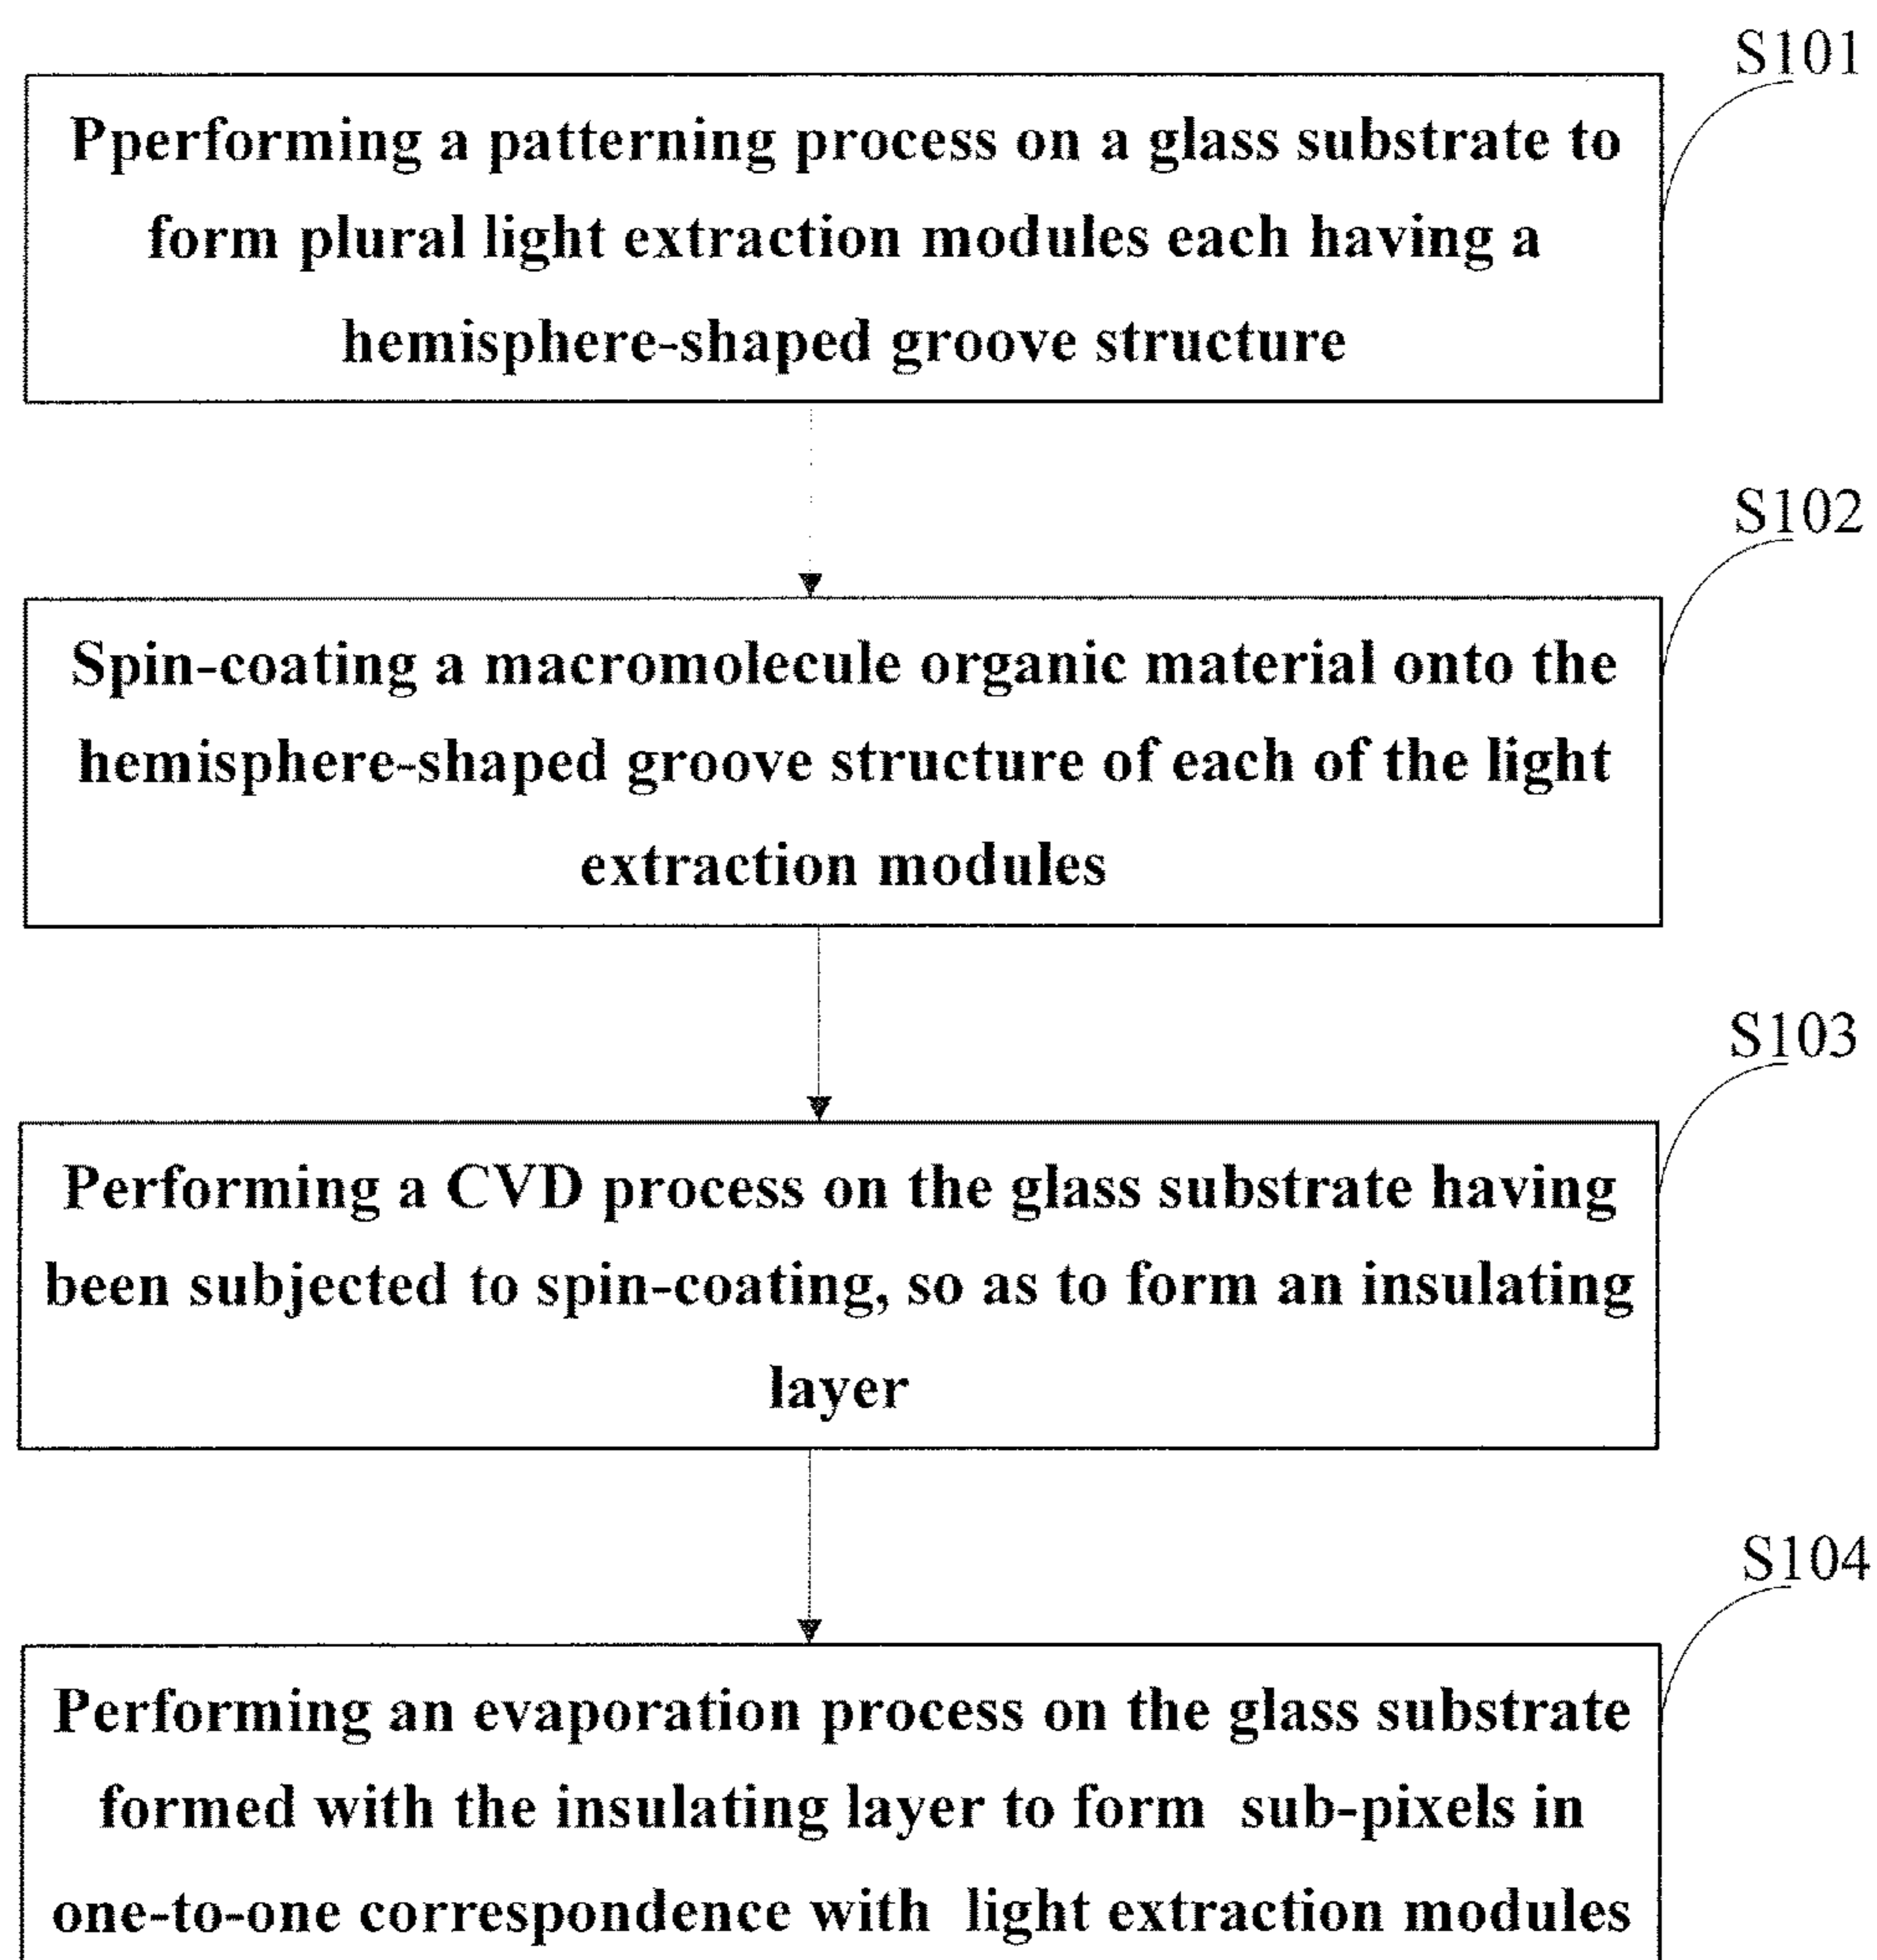 S101
Pperforming a patterning process on a glass substrate to
form plural light extraction modules each having a
hemisphere-shaped groove structure
S102
Spin-coating a macromolecule organic material onto the
hemisphere-shaped groove structure of each of the light
extraction modules
S103
Performing a CVD process on the glass substrate having
been subjected to spin-coating, so as to form an insulating
layer
S104
Performing an evaporation process on the glass substrate
formed with the insulating layer to form sub-pixels in
one-to-one correspondence with light extraction modules